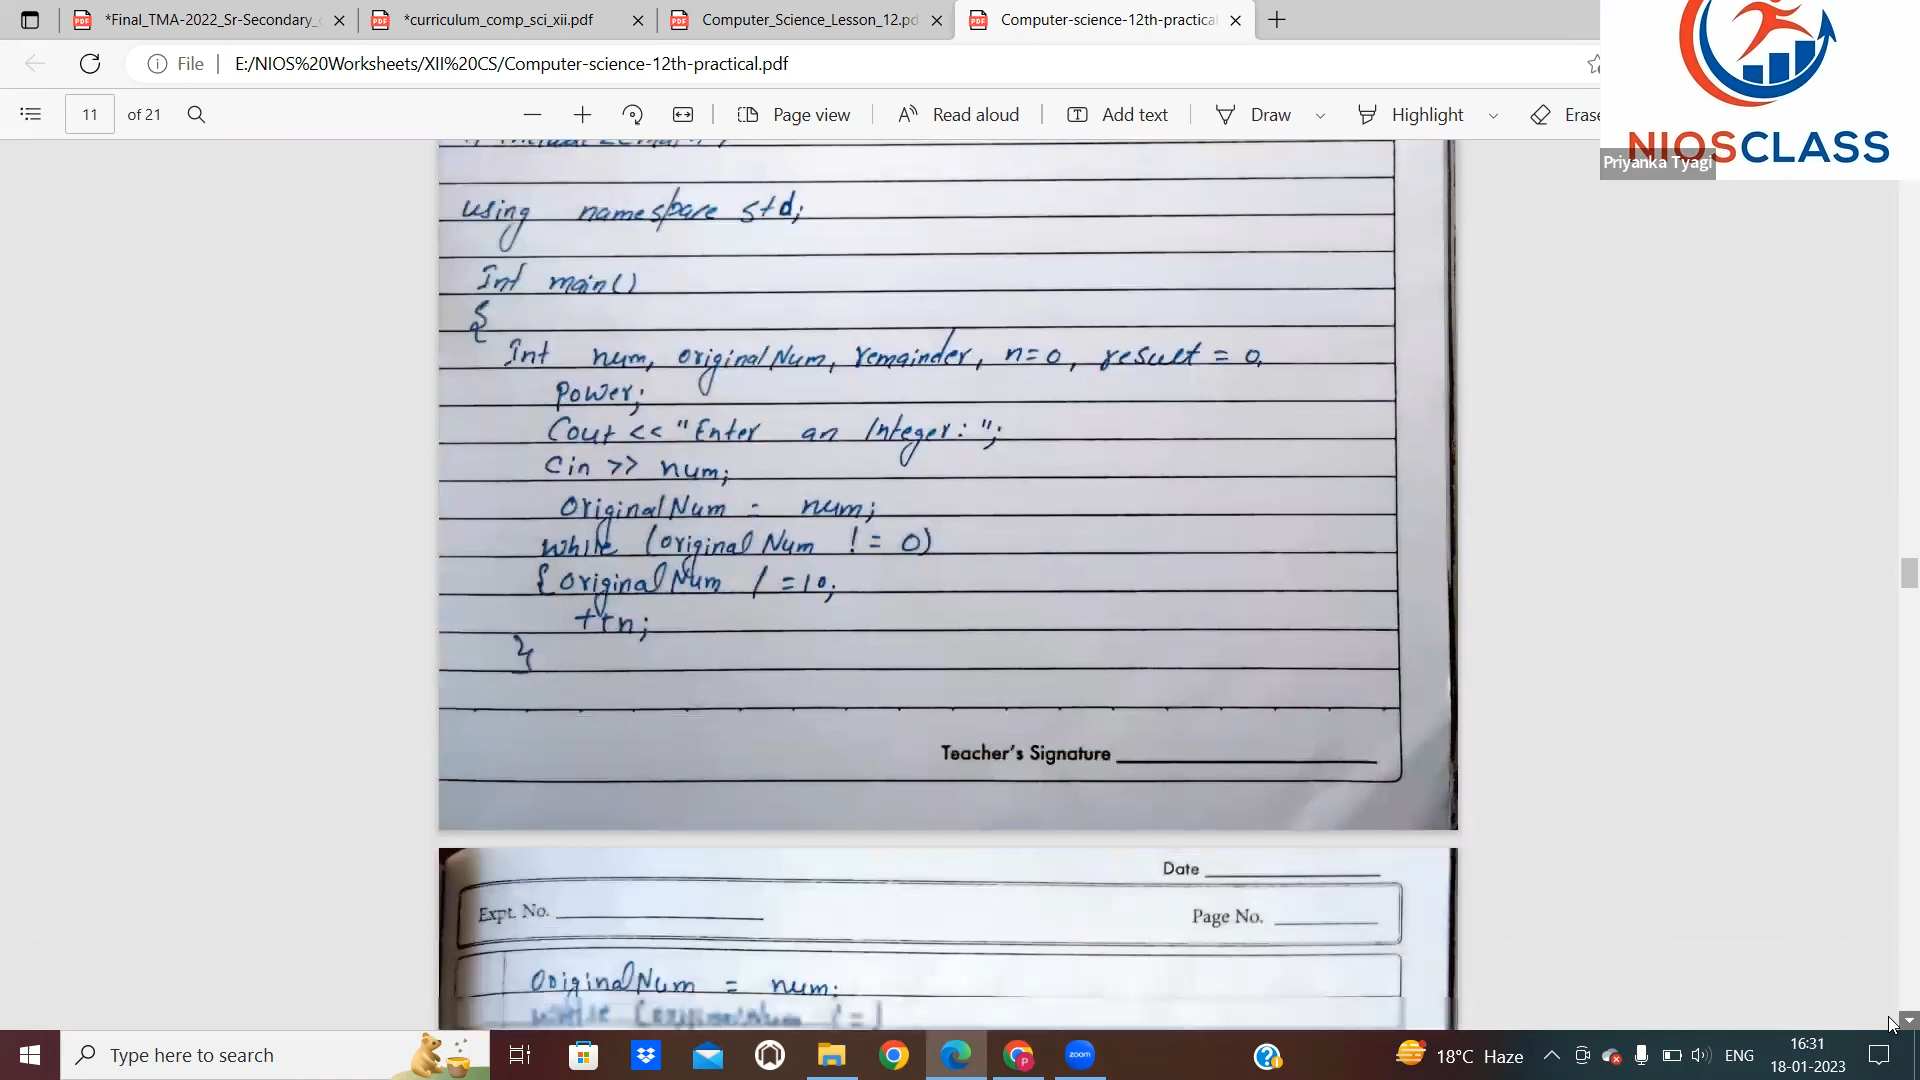 *Final_TMA-2022_Sr-Secondary_
*curriculum_comp_sci_xii.pdf
Computer_Science_Lesson_12.pd
Computer-science-12th-practical
File
E:/NIOS%20Worksheets/XII%20CS/Computer-science-12th-practical.pdf
11 of 21
Page view
Read aloud
Add text
Draw
Highlight
Erase
NIOSCLASS
Priyanka Tyagi
using namespace std;
Int main()
{
Int num, originalNum, remainder, n=0, result = 0,
Power;
Cout << "Enter an Integer: ";
Cin >> num;
OriginalNum = num;
while (original Num != 0)
{ originalNum /=10;
++n;
}
Teacher's Signature
Date
Expt. No.
Page No.
OriginalNum = num;
Type here to search
zoom
18°C Haze
ENG
16:31
18-01-2023